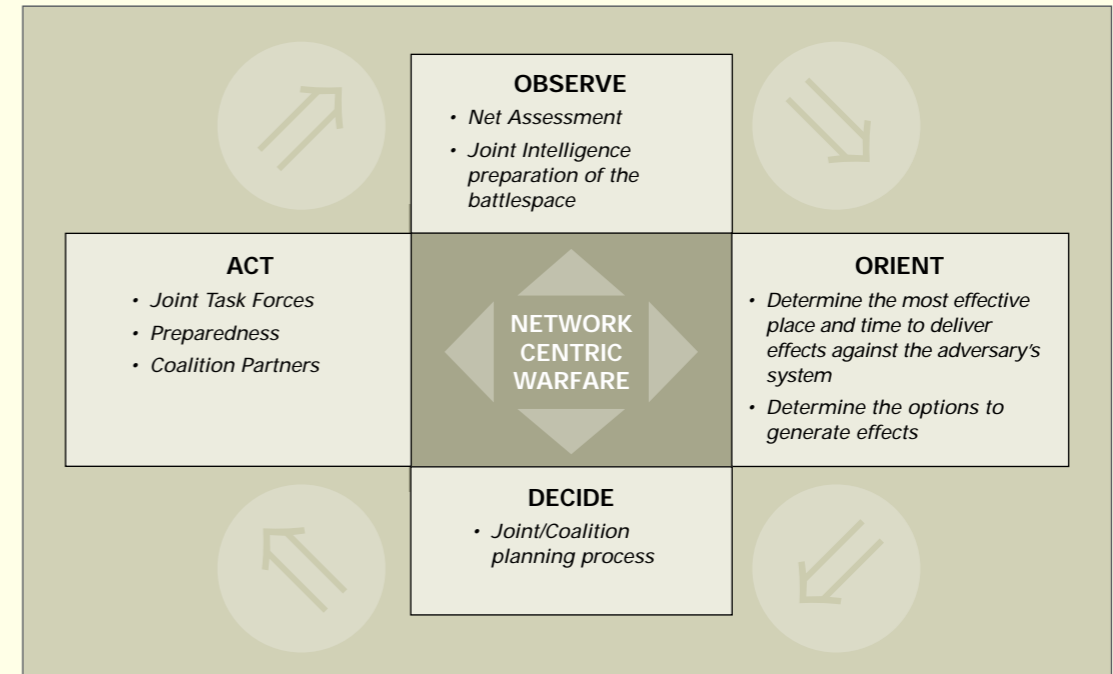 OBSERVE
• Net Assessment
• Joint Intelligence
preparation of the
battlespace
ACT
• Joint Task Forces
• Preparedness
• Coalition Partners
NETWORK
CENTRIC
WARFARE
ORIENT
• Determine the most effective
place and time to deliver
effects against the adversary's
system
• Determine the options to
generate effects
DECIDE
• Joint/Coalition
planning process